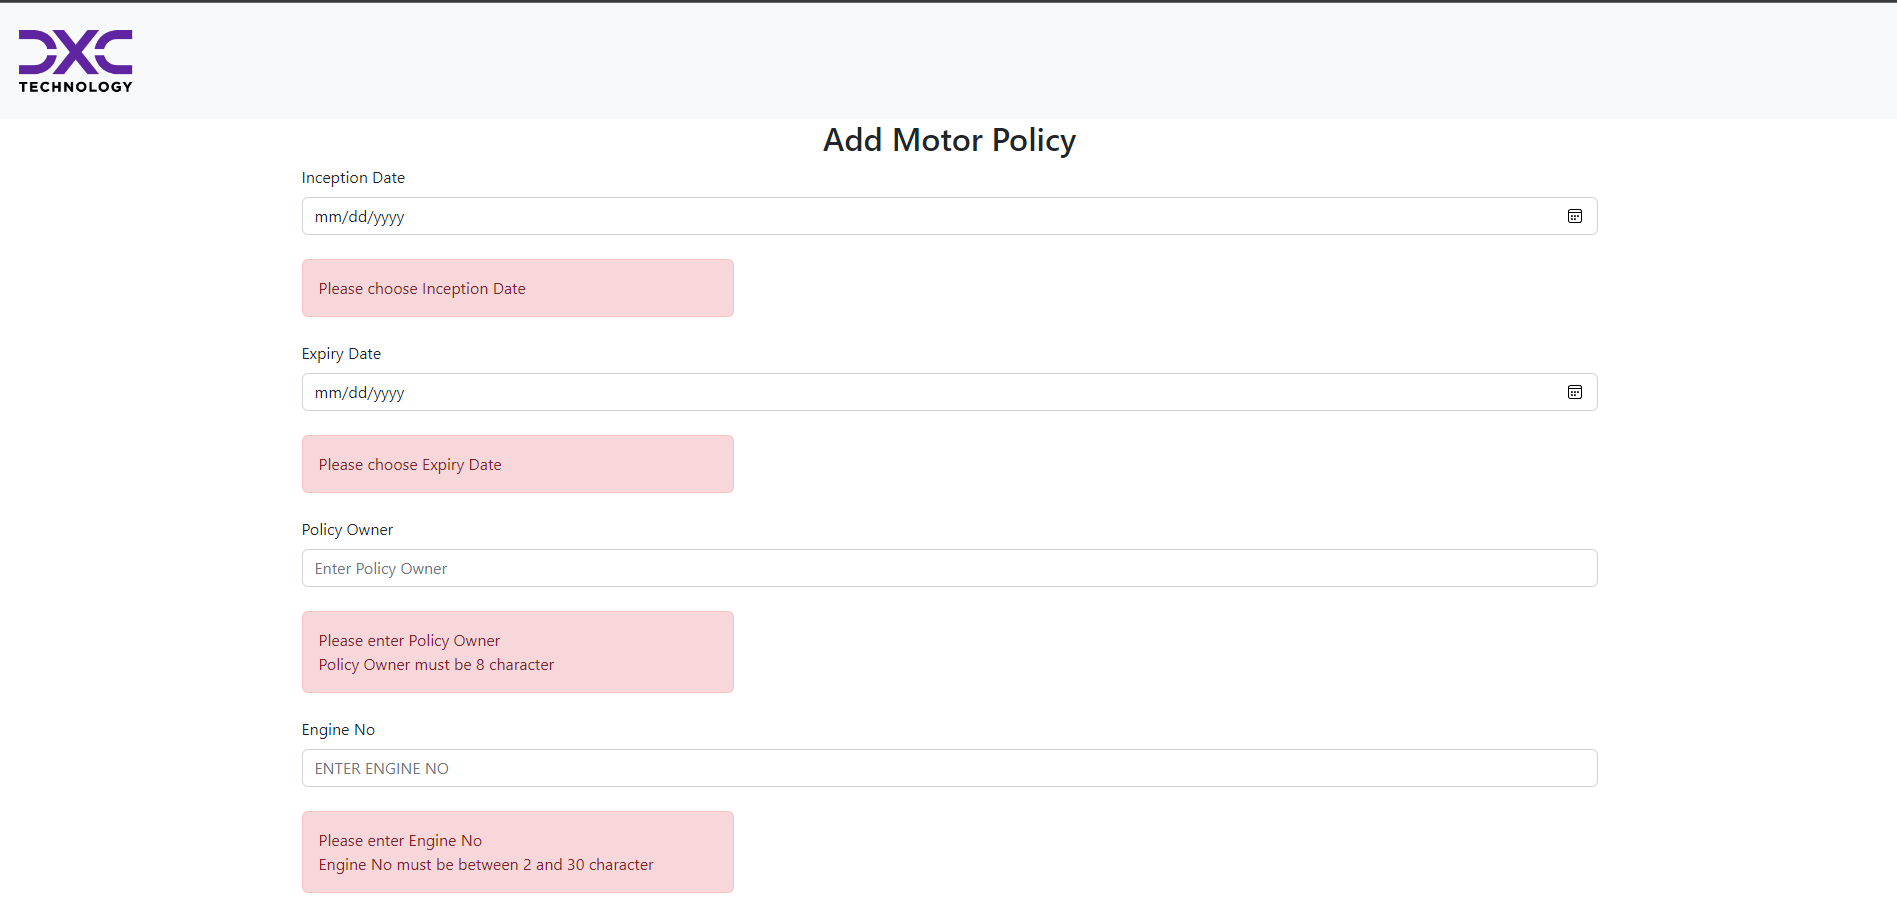 DXC
TECHNOLOGY
Add Motor Policy
Inception Date
mm/dd/yyyy
Please choose Inception Date
Expiry Date
mm/dd/yyyy
Please choose Expiry Date
Policy Owner
Enter Policy Owner
Please enter Policy Owner
Policy Owner must be 8 character
Engine No
ENTER ENGINE NO
Please enter Engine No
Engine No must be between 2 and 30 character